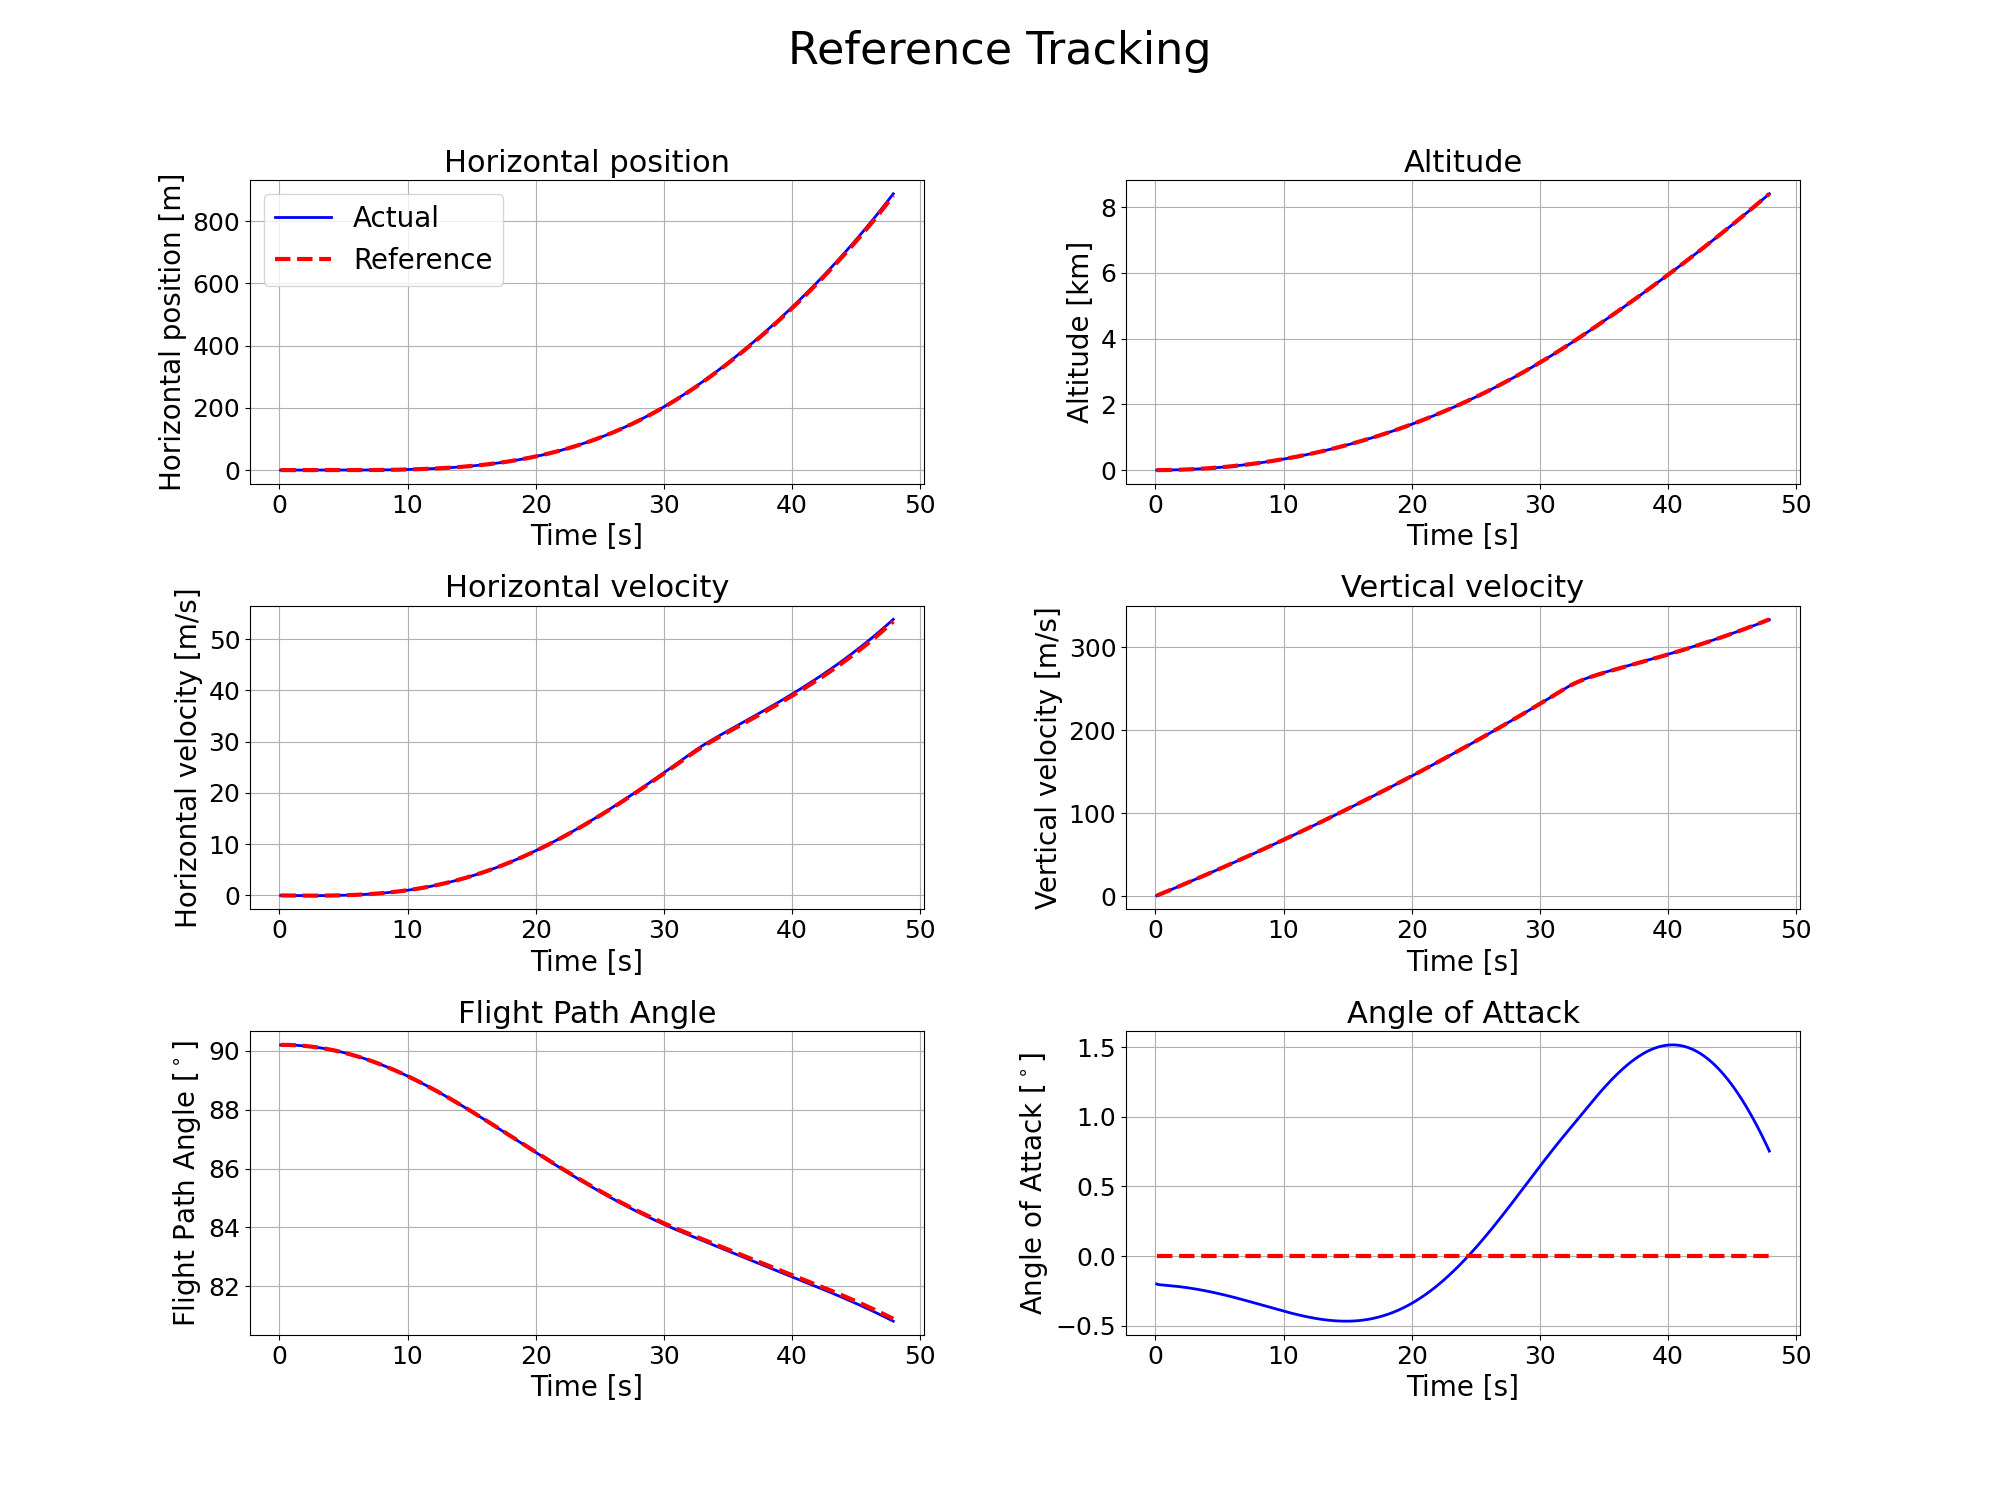 Reference Tracking
Horizontal position
Horizontal position [m]
800
600
400
200
0
Actual
Reference
0 10 20 30 40 50
Time [s]
Altitude
Altitude [km]
8
6
4
2
0
0 10 20 30 40 50
Time [s]
Horizontal velocity
Horizontal velocity [m/s]
50
40
30
20
10
0
0 10 20 30 40 50
Time [s]
Vertical velocity
Vertical velocity [m/s]
300
200
100
0
0 10 20 30 40 50
Time [s]
Flight Path Angle
Flight Path Angle [°]
90
88
86
84
82
0 10 20 30 40 50
Time [s]
Angle of Attack
Angle of Attack [°]
1.5
1.0
0.5
0.0
−0.5
0 10 20 30 40 50
Time [s]